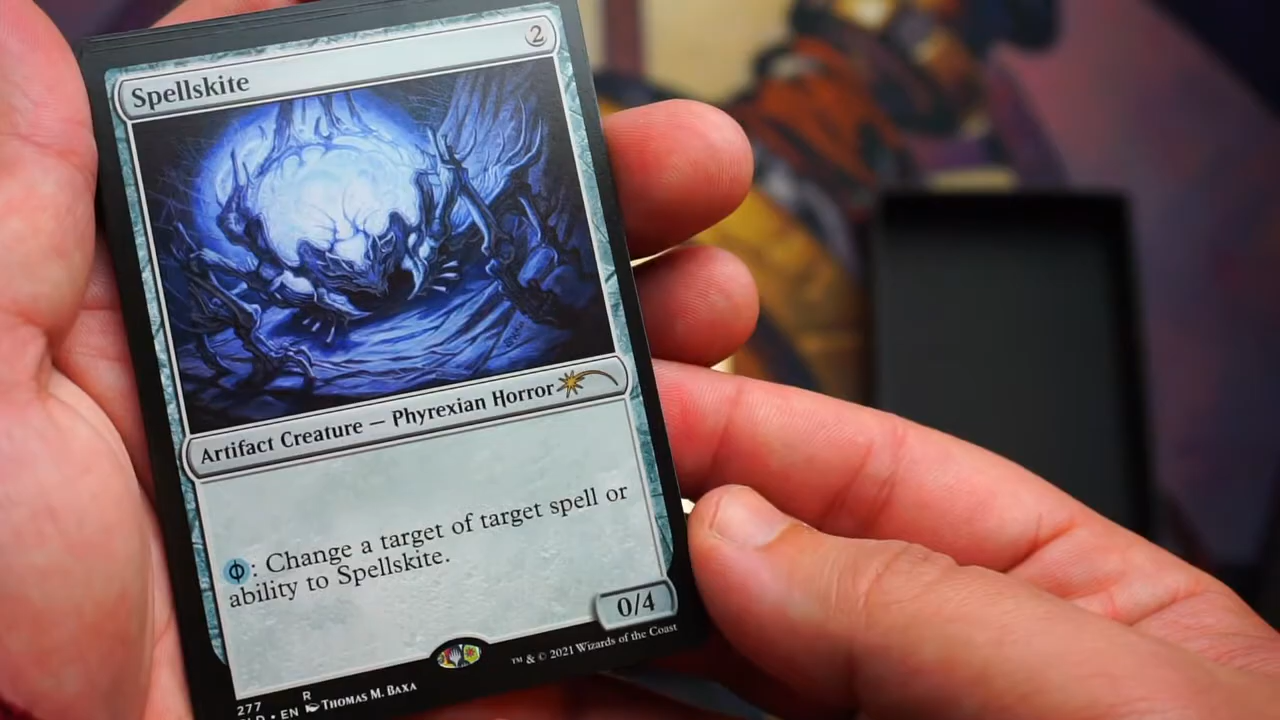 Spellskite
2
Artifact Creature — Phyrexian Horror
: Change a target of target spell or
ability to Spellskite.
0/4
™ & © 2021 Wizards of the Coast
277 R
• EN Thomas M. Baxa